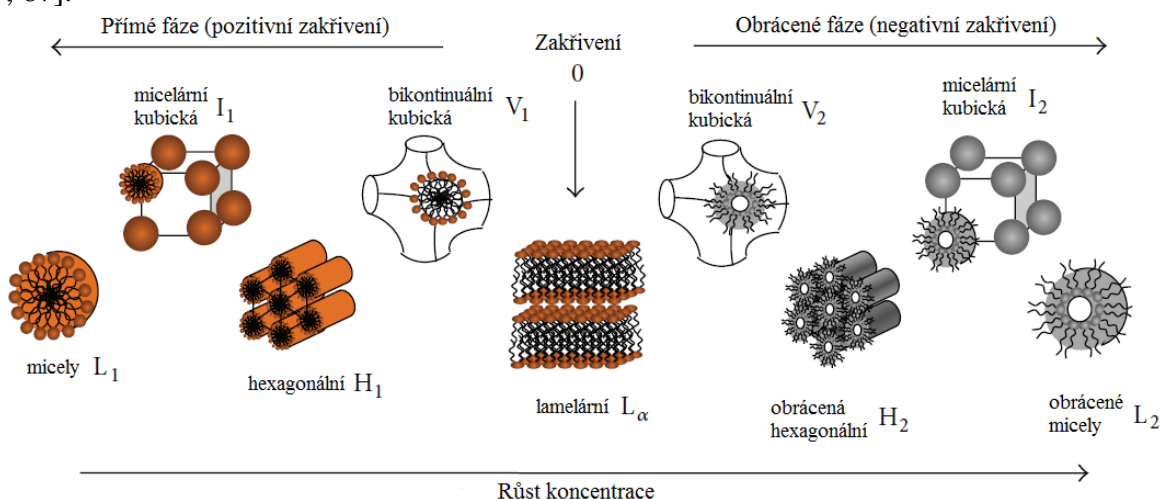 , 87].
Přímé fáze (pozitivní zakřivení)
Zakřivení
0
Obrácené fáze (negativní zakřivení)
micelární
kubická I1
bikontinuální
kubická V1
bikontinuální
kubická V2
micelární
kubická I2
micely L1
hexagonální H1
lamelární Lα
obrácená
hexagonální H2
obrácené
micely L2
Růst koncentrace